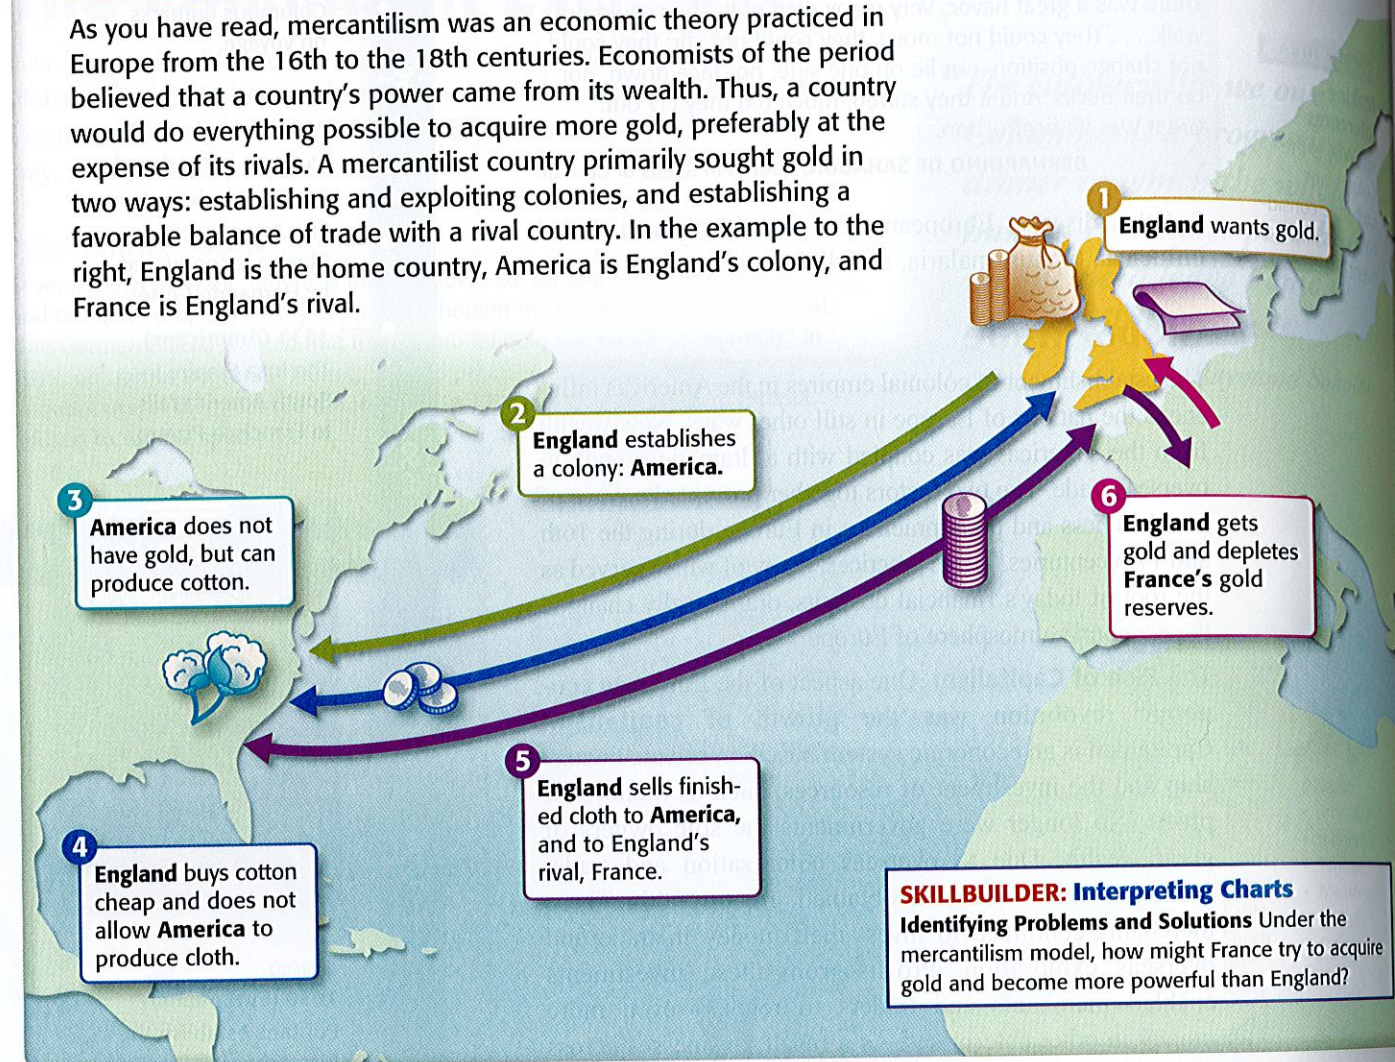 As you have read, mercantilism was an economic theory practiced in
Europe from the 16th to the 18th centuries. Economists of the period
believed that a country's power came from its wealth. Thus, a country
would do everything possible to acquire more gold, preferably at the
expense of its rivals. A mercantilist country primarily sought gold in
two ways: establishing and exploiting colonies, and establishing a
favorable balance of trade with a rival country. In the example to the
right, England is the home country, America is England's colony, and
France is England's rival.
1
England wants gold.
2
England establishes
a colony: America.
3
America does not
have gold, but can
produce cotton.
4
England buys cotton
cheap and does not
allow America to
produce cloth.
5
England sells finish-
ed cloth to America,
and to England's
rival, France.
6
England gets
gold and depletes
France's gold
reserves.
SKILLBUILDER: Interpreting Charts
Identifying Problems and Solutions Under the
mercantilism model, how might France try to acquire
gold and become more powerful than England?